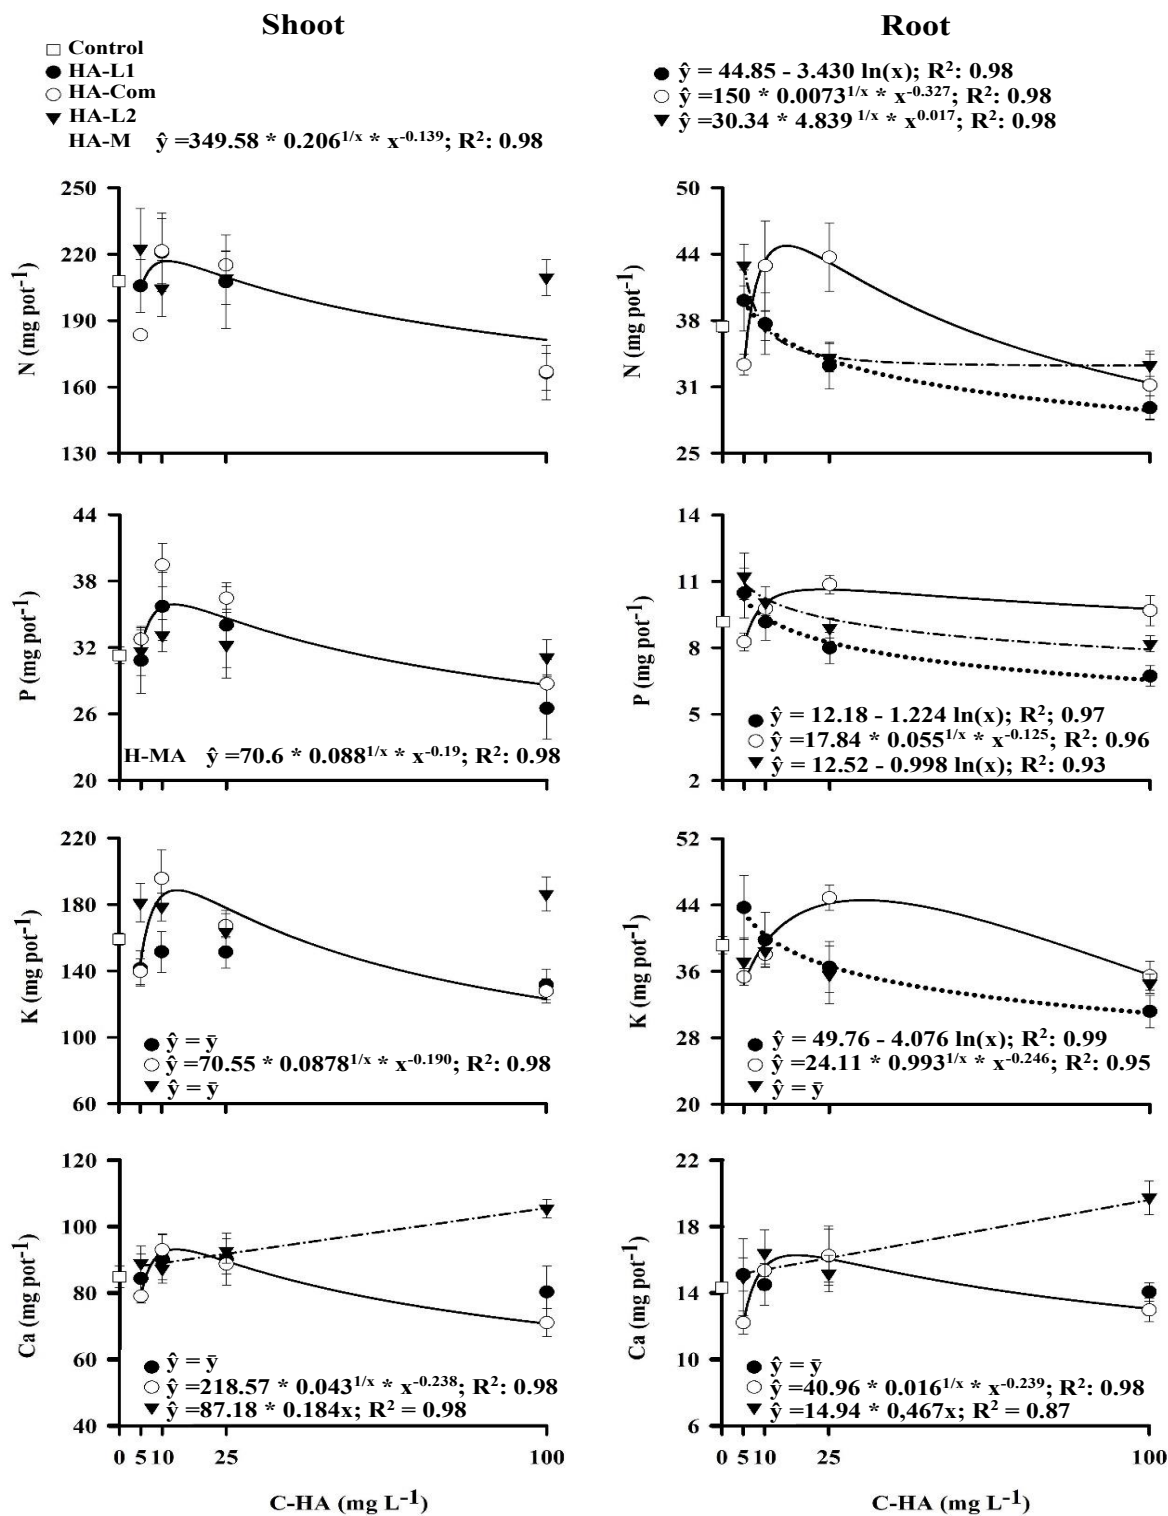 Shoot
Root
Control
HA-L1
HA-Com
HA-L2
HA-M ŷ =349.58 * 0.206^1/x * x^-0.139; R²: 0.98
ŷ = 44.85 - 3.430 ln(x); R²: 0.98
ŷ =150 * 0.0073^1/x * x^-0.327; R²: 0.98
ŷ =30.34 * 4.839 ^1/x * x^0.017; R²: 0.98
N (mg pot^-1)
250
220
210
190
160
130
N (mg pot^-1)
50
44
38
31
25
P (mg pot^-1)
44
38
32
26
20
H-MA ŷ =70.6 * 0.088^1/x * x^-0.19; R²: 0.98
P (mg pot^-1)
14
11
8
5
2
ŷ = 12.18 - 1.224 ln(x); R²; 0.97
ŷ =17.84 * 0.055^1/x * x^-0.125; R²: 0.96
ŷ = 12.52 - 0.998 ln(x); R²: 0.93
K (mg pot^-1)
220
180
140
100
60
ŷ = ȳ
ŷ =70.55 * 0.0878^1/x * x^-0.190; R²: 0.98
ŷ = ȳ
K (mg pot^-1)
52
44
36
28
20
ŷ = 49.76 - 4.076 ln(x); R²: 0.99
ŷ =24.11 * 0.993^1/x * x^-0.246; R²: 0.95
ŷ = ȳ
Ca (mg pot^-1)
120
100
80
60
40
ŷ = ȳ
ŷ =218.57 * 0.043^1/x * x^-0.238; R²: 0.98
ŷ =87.18 * 0.184x; R² = 0.98
0 5 10 25 100
C-HA (mg L^-1)
Ca (mg pot^-1)
22
18
14
10
6
ŷ = ȳ
ŷ =40.96 * 0.016^1/x * x^-0.239; R²: 0.98
ŷ =14.94 * 0,467x; R² = 0.87
0 5 10 25 100
C-HA (mg L^-1)